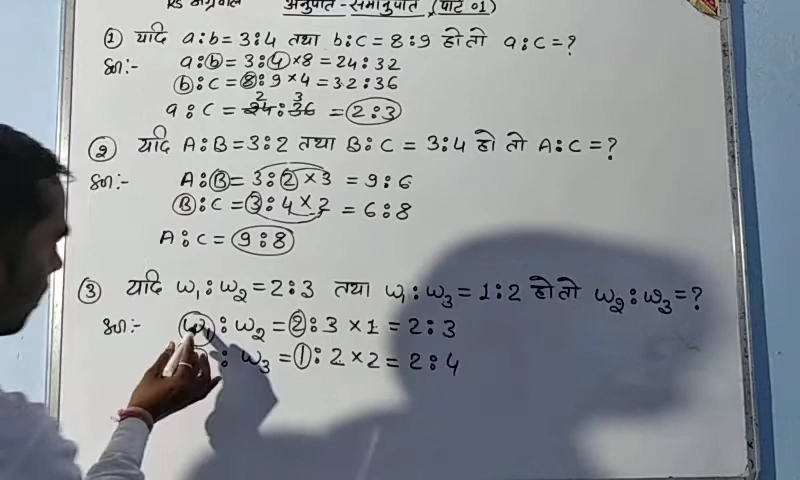 RS अग्रवाल अनुपात-समानुपात (पार्ट 01)
① यदि a:b=3:4 तथा b:c=8:9 हो तो a:c=?
हल:- a:b=3:4×8=24:32
b:c=8:9×4=32:36
2 3
a:c=24:36=2:3
② यदि A:B=3:2 तथा B:C=3:4 हो तो A:C=?
हल:- A:B=3:2×3=9:6
B:C=3:4×2=6:8
A:C=9:8
③ यदि ω₁:ω₂=2:3 तथा ω₁:ω₃=1:2 हो तो ω₂:ω₃=?
हल:- ω₁:ω₂=2:3×1=2:3
: ω₃=1:2×2=2:4